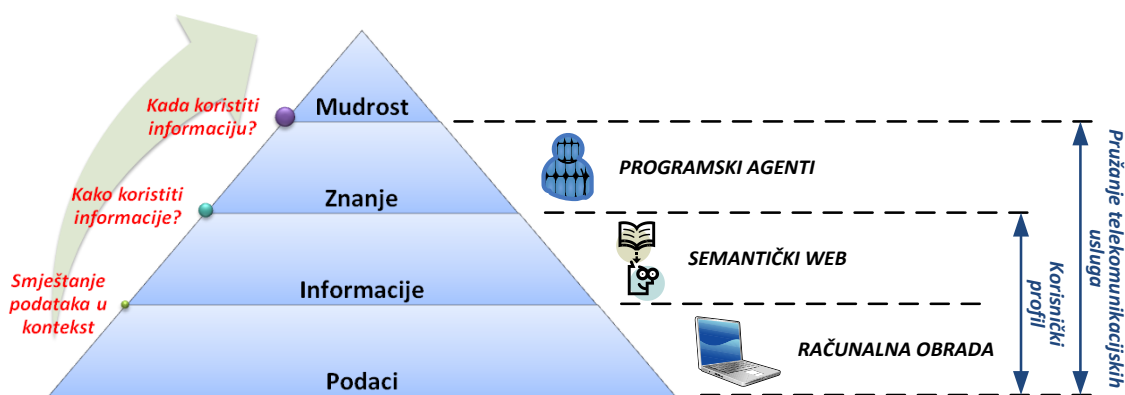 Kada koristiti
informaciju?
Mudrost
PROGRAMSKI AGENTI
Kako koristiti
informacije?
Znanje
SEMANTIČKI WEB
Smještanje
podataka u
kontekst
Informacije
RAČUNALNA OBRADA
Podaci
Korisnički
profil
Pružanje telekomunikacijskih
usluga